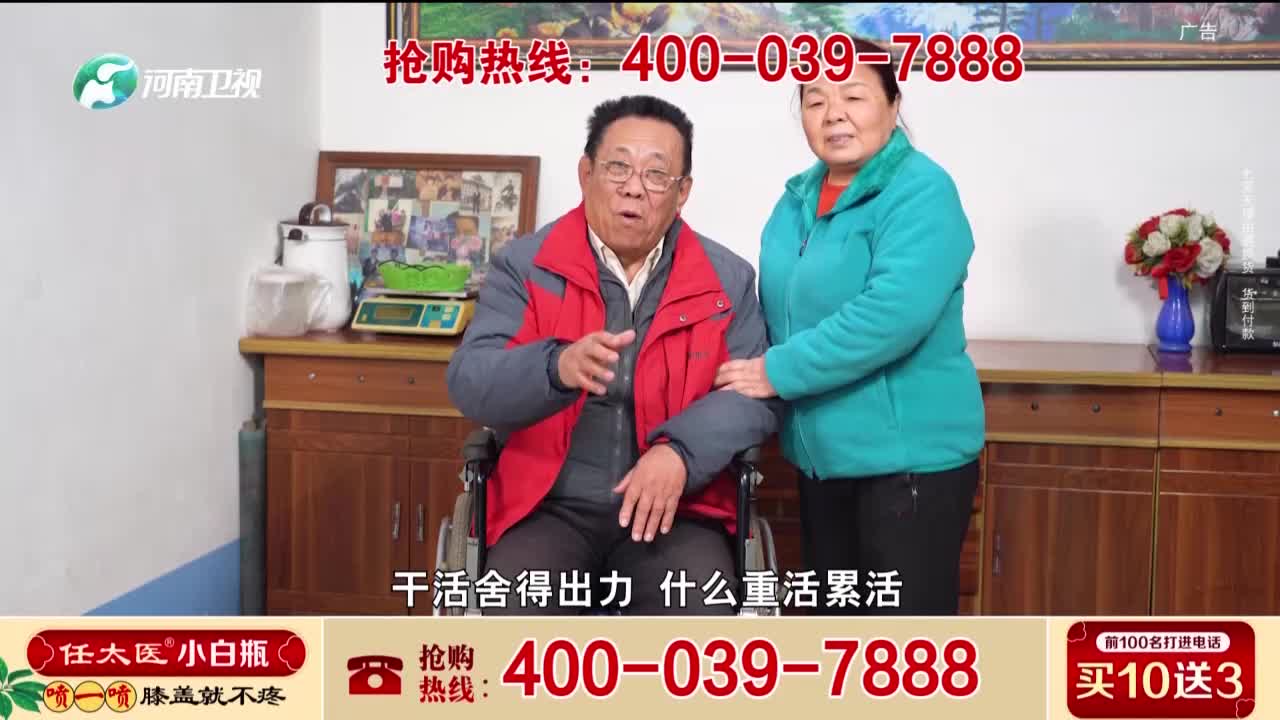 广告
抢购热线：400-039-7888
河南卫视
货到付款
干活舍得出力 什么重活累活
任太医®小白瓶
喷一喷 膝盖就不疼
抢购热线：
400-039-7888
前100名打进电话
买10送3